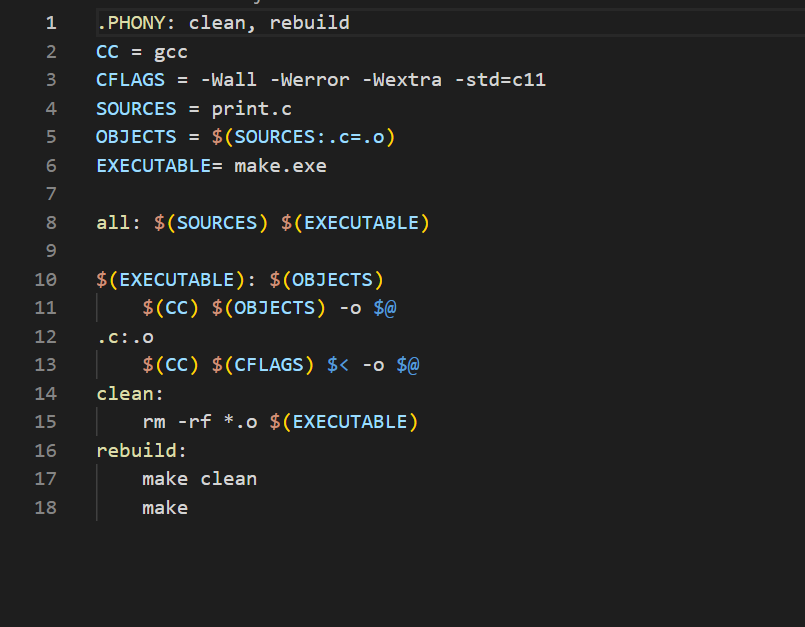 1 .PHONY: clean, rebuild
2 CC = gcc
3 CFLAGS = -Wall -Werror -Wextra -std=c11
4 SOURCES = print.c
5 OBJECTS = $(SOURCES:.c=.o)
6 EXECUTABLE= make.exe
7
8 all: $(SOURCES) $(EXECUTABLE)
9
10 $(EXECUTABLE): $(OBJECTS)
11 $(CC) $(OBJECTS) -o $@
12 .c:.o
13 $(CC) $(CFLAGS) $< -o $@
14 clean:
15 rm -rf *.o $(EXECUTABLE)
16 rebuild:
17 make clean
18 make